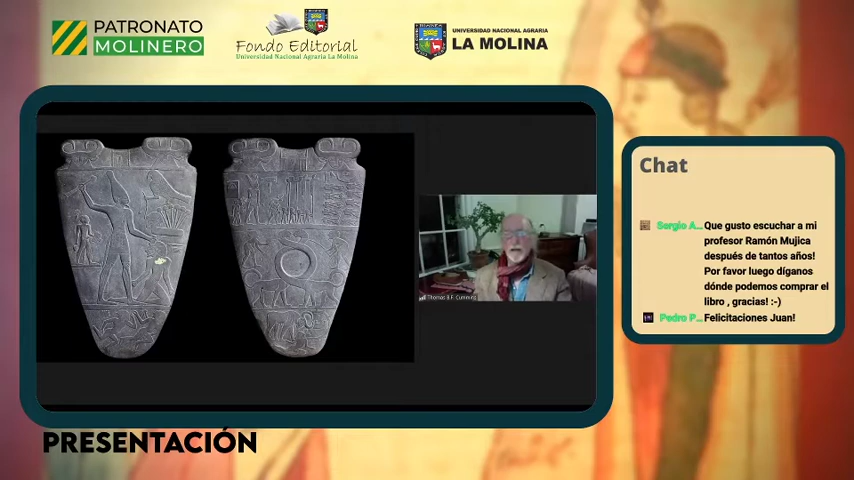 PATRONATO
MOLINERO
Fondo Editorial
Universidad Nacional Agraria La Molina
UNIVERSIDAD NACIONAL AGRARIA
LA MOLINA
Thomas B.F. Cummins
Chat
Sergio A... Que gusto escuchar a mi
profesor Ramón Mujica
después de tantos años!
Por favor luego díganos
dónde podemos comprar el
libro , gracias! :-)
Pedro P... Felicitaciones Juan!
PRESENTACIÓN